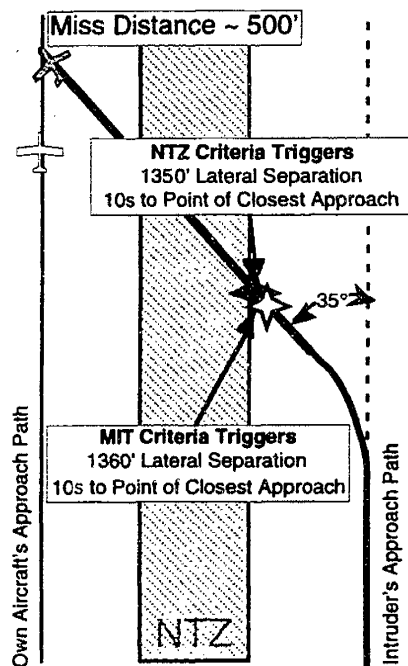 Miss Distance ~ 500'
NTZ Criteria Triggers
1350' Lateral Separation
10s to Point of Closest Approach
35°
MIT Criteria Triggers
1360' Lateral Separation
10s to Point of Closest Approach
Own Aircraft's Approach Path
Intruder's Approach Path
NTZ